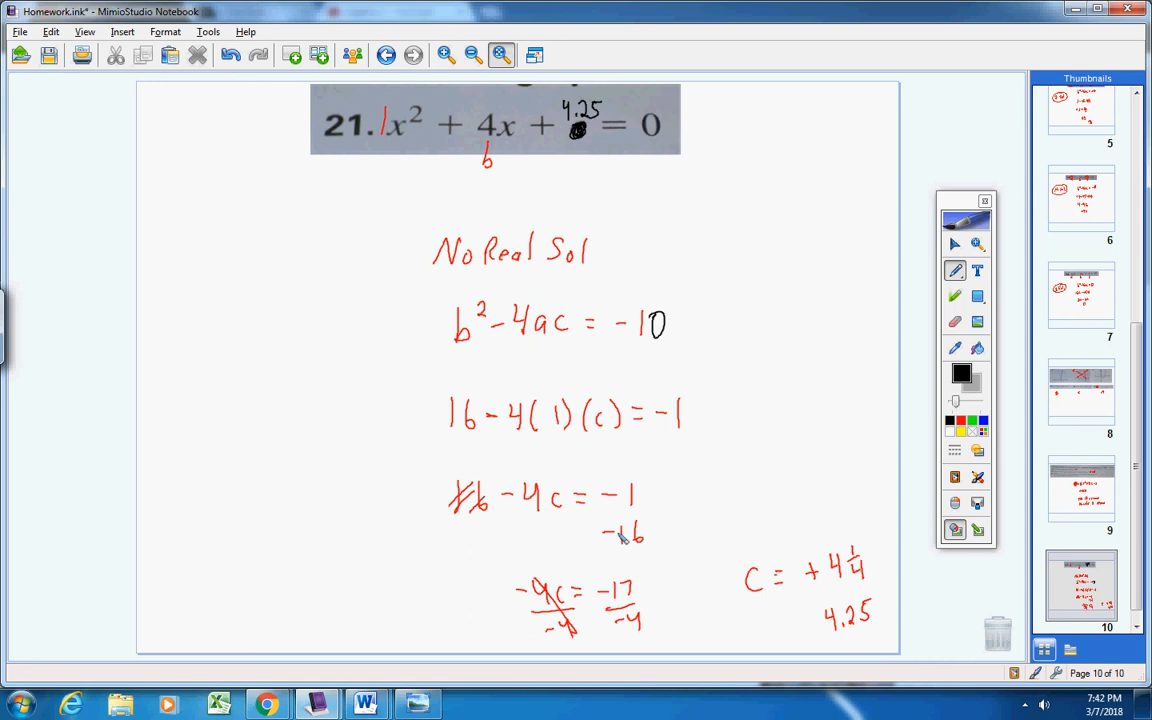 Homework.ink* - MimioStudio Notebook
File Edit View Insert Format Tools Help
Thumbnails
4.25
21. 1x² + 4x + = 0
b
No Real Sol
b² - 4ac = -10
16 - 4(1)(c) = -1
16 - 4c = -1
-16
-4c = -17
-4 -4
c = +4 1/4
4.25
5
6
7
8
9
10
Page 10 of 10
7:42 PM
3/7/2018